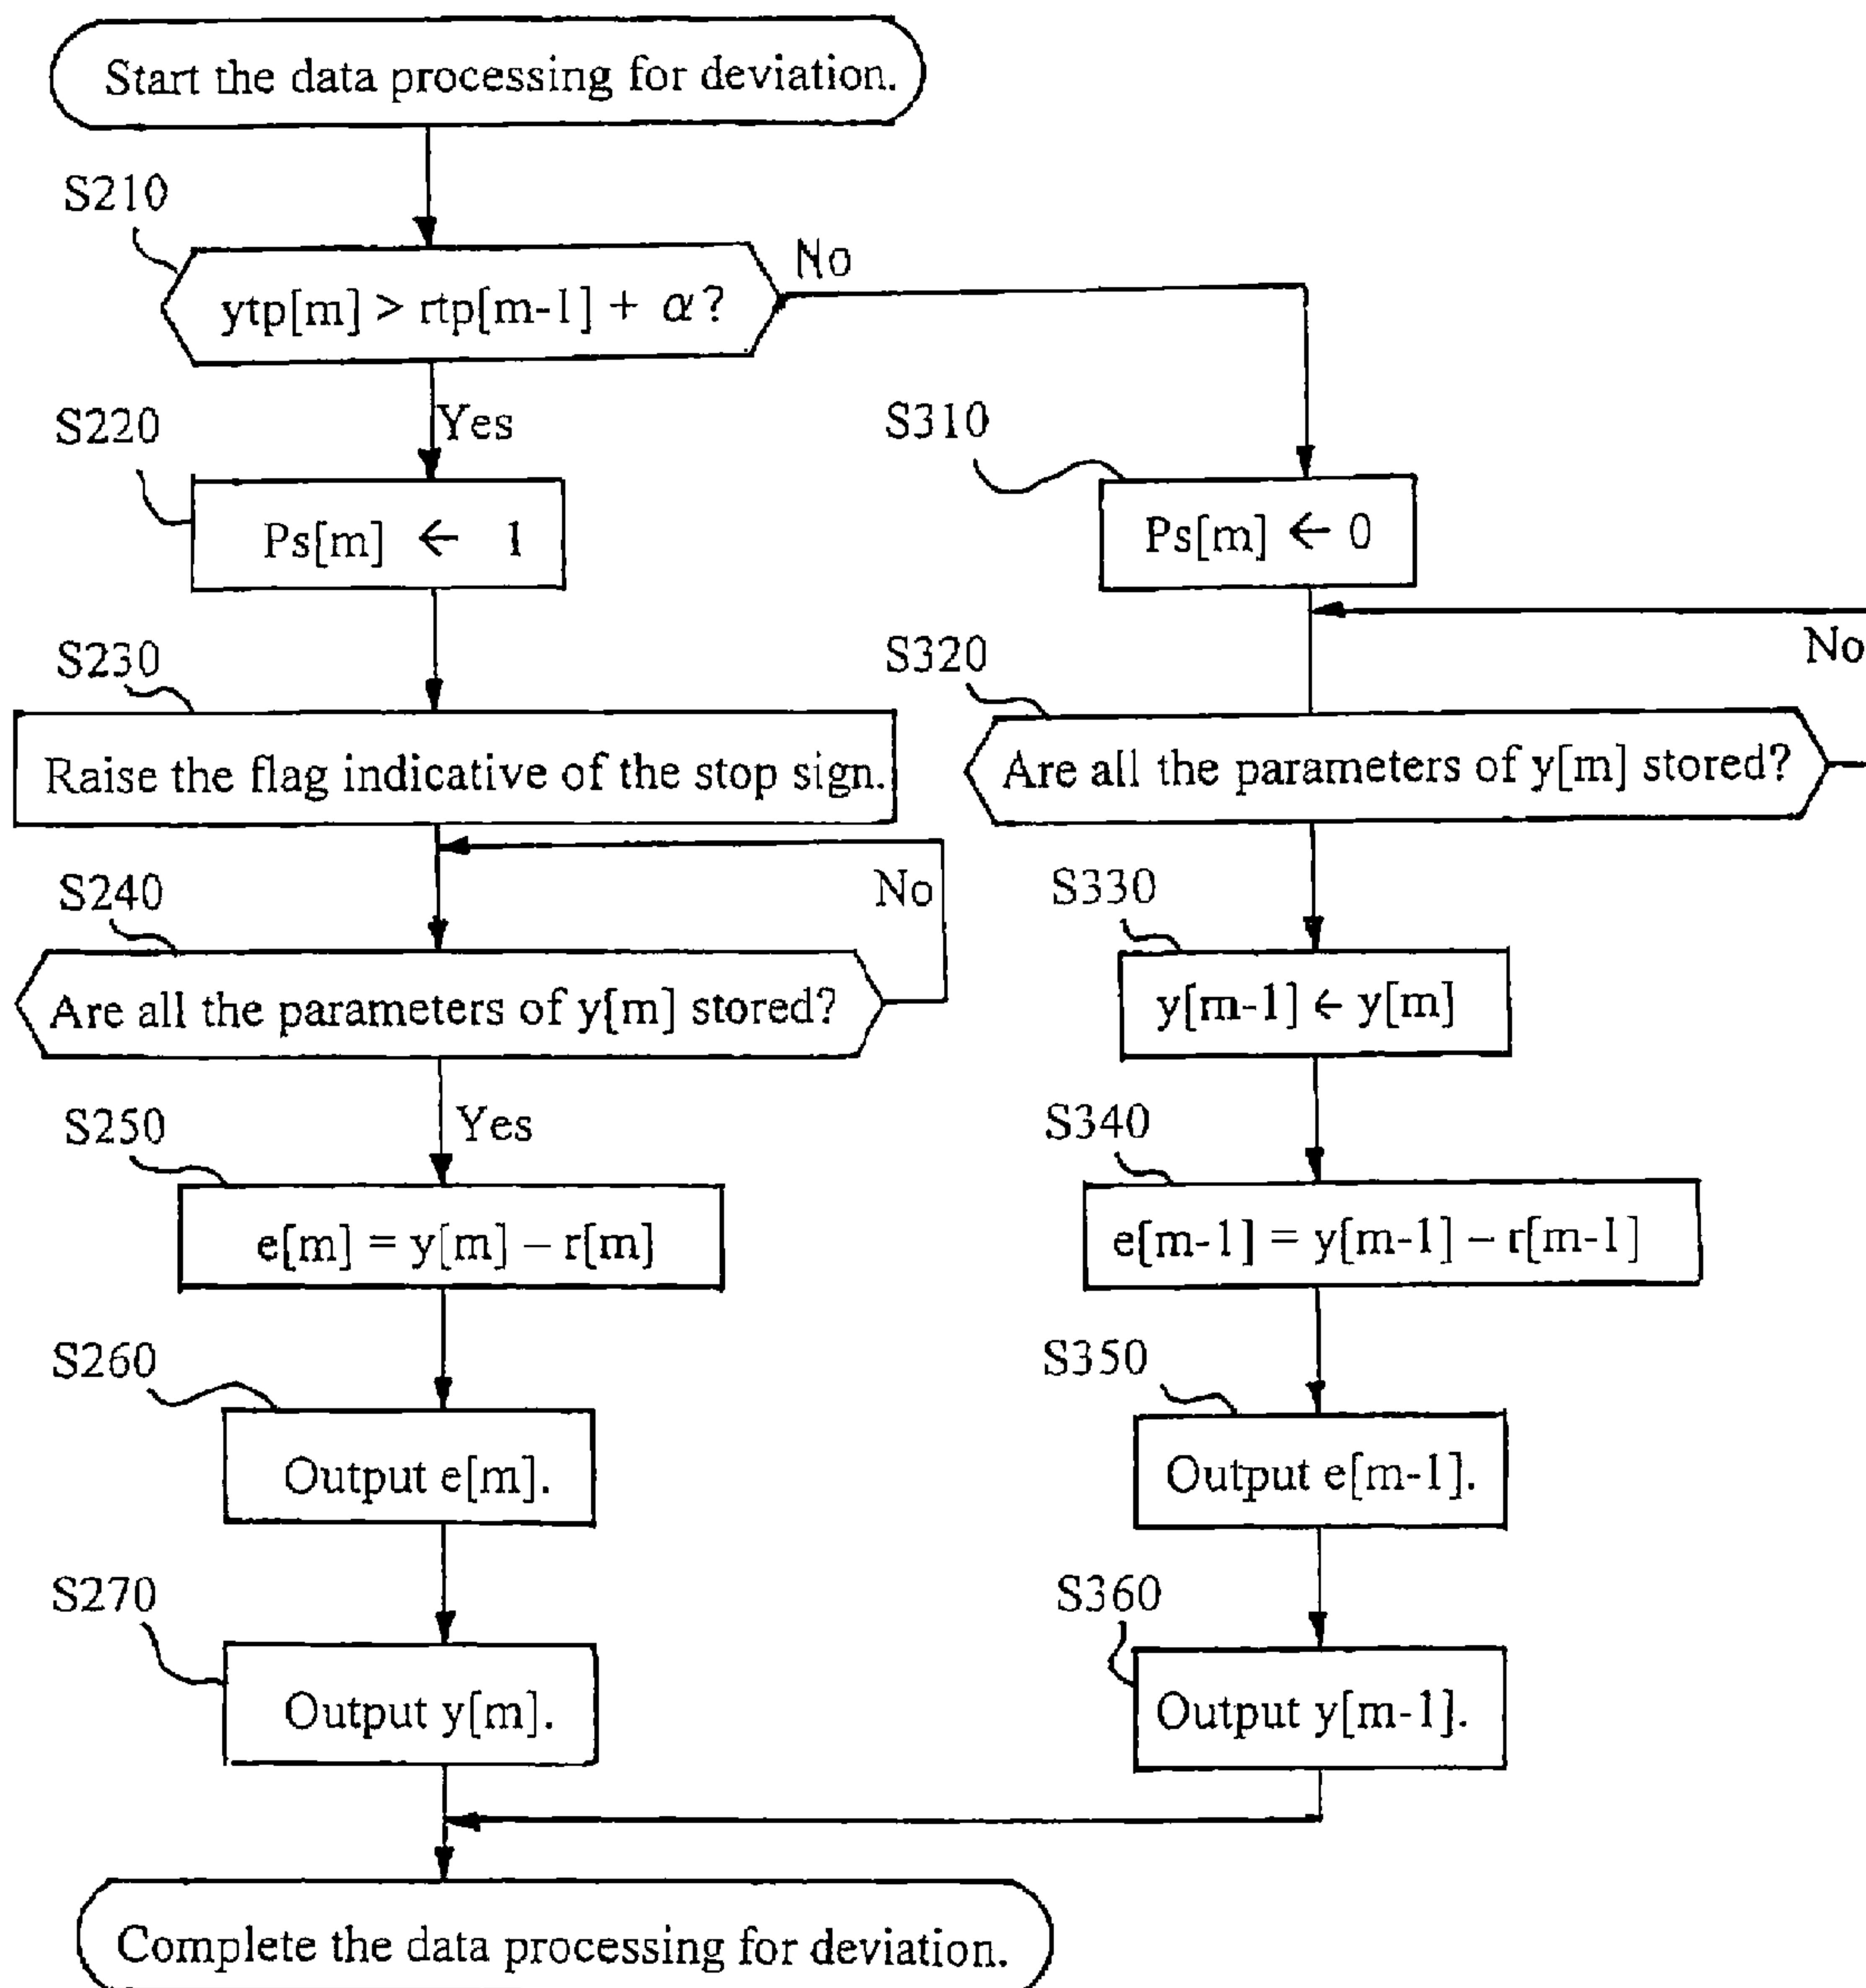 Start the data processing for deviation.
S210
ytp[m] > rtp[m-1] + α?
No
Yes
S220
Ps[m] ← 1
S310
Ps[m] ← 0
No
S230
Raise the flag indicative of the stop sign.
S320
Are all the parameters of y[m] stored?
No
S240
Are all the parameters of y[m] stored?
Yes
S330
y[m-1] ← y[m]
S250
e[m] = y[m] – r[m]
S340
e[m-1] = y[m-1] – r[m-1]
S260
Output e[m].
S350
Output e[m-1].
S270
Output y[m].
S360
Output y[m-1].
Complete the data processing for deviation.